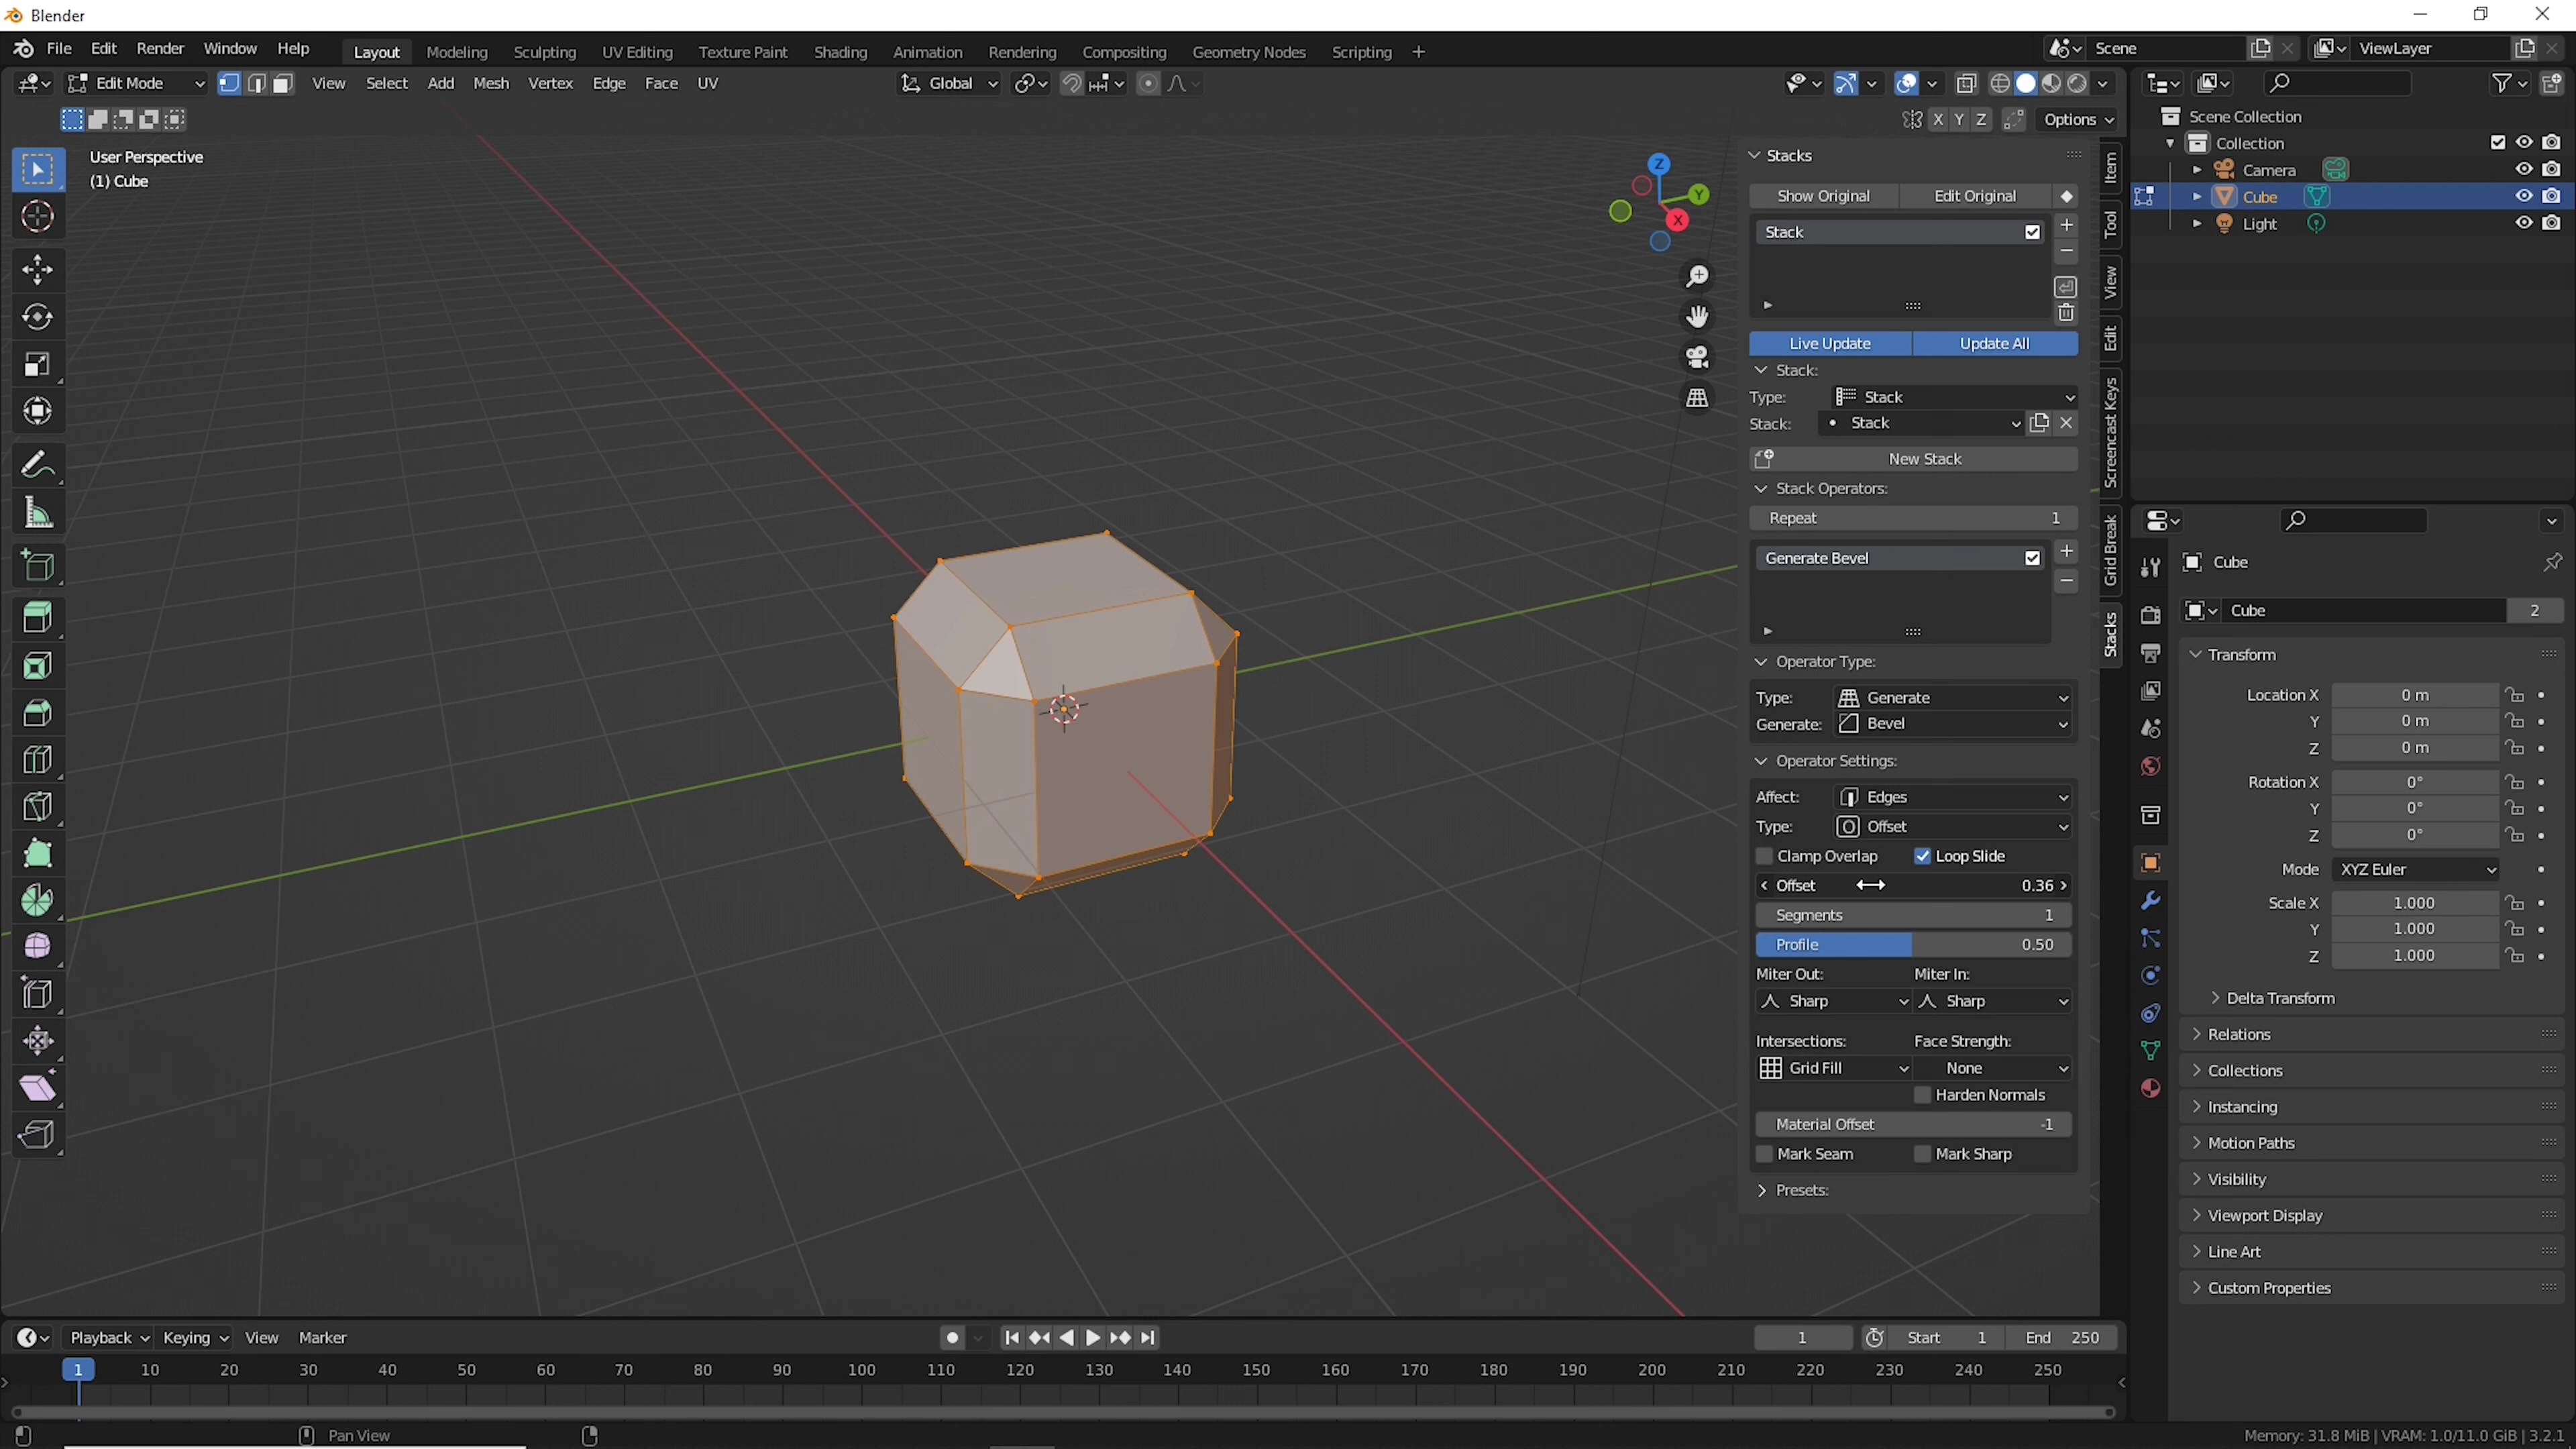 Blender
File Edit Render Window Help Layout Modeling Sculpting UV Editing Texture Paint Shading Animation Rendering Compositing Geometry Nodes Scripting + Scene ViewLayer
Edit Mode View Select Add Mesh Vertex Edge Face UV Global
X Y Z Options
User Perspective
(1) Cube
Z
Y
X
Stacks
Show Original Edit Original
Stack
Live Update Update All
Stack:
Type: Stack
Stack: Stack
New Stack
Stack Operators:
Repeat 1
Generate Bevel
Operator Type:
Type: Generate
Generate: Bevel
Operator Settings:
Affect: Edges
Type: Offset
Clamp Overlap Loop Slide
Offset 0.36
Segments 1
Profile 0.50
Miter Out: Miter In:
Sharp Sharp
Intersections: Face Strength:
Grid Fill None
Harden Normals
Material Offset -1
Mark Seam Mark Sharp
Presets:
Item
Tool
View
Edit
Screencast Keys
Grid Break
Stacks
Scene Collection
Collection
Camera
Cube
Light
Cube
Cube 2
Transform
Location X 0 m
Y 0 m
Z 0 m
Rotation X 0°
Y 0°
Z 0°
Mode XYZ Euler
Scale X 1.000
Y 1.000
Z 1.000
Delta Transform
Relations
Collections
Instancing
Motion Paths
Visibility
Viewport Display
Line Art
Custom Properties
Playback Keying View Marker 1 Start 1 End 250
1 10 20 30 40 50 60 70 80 90 100 110 120 130 140 150 160 170 180 190 200 210 220 230 240 250
Pan View
Memory: 31.8 MiB | VRAM: 1.0/11.0 GiB | 3.2.1